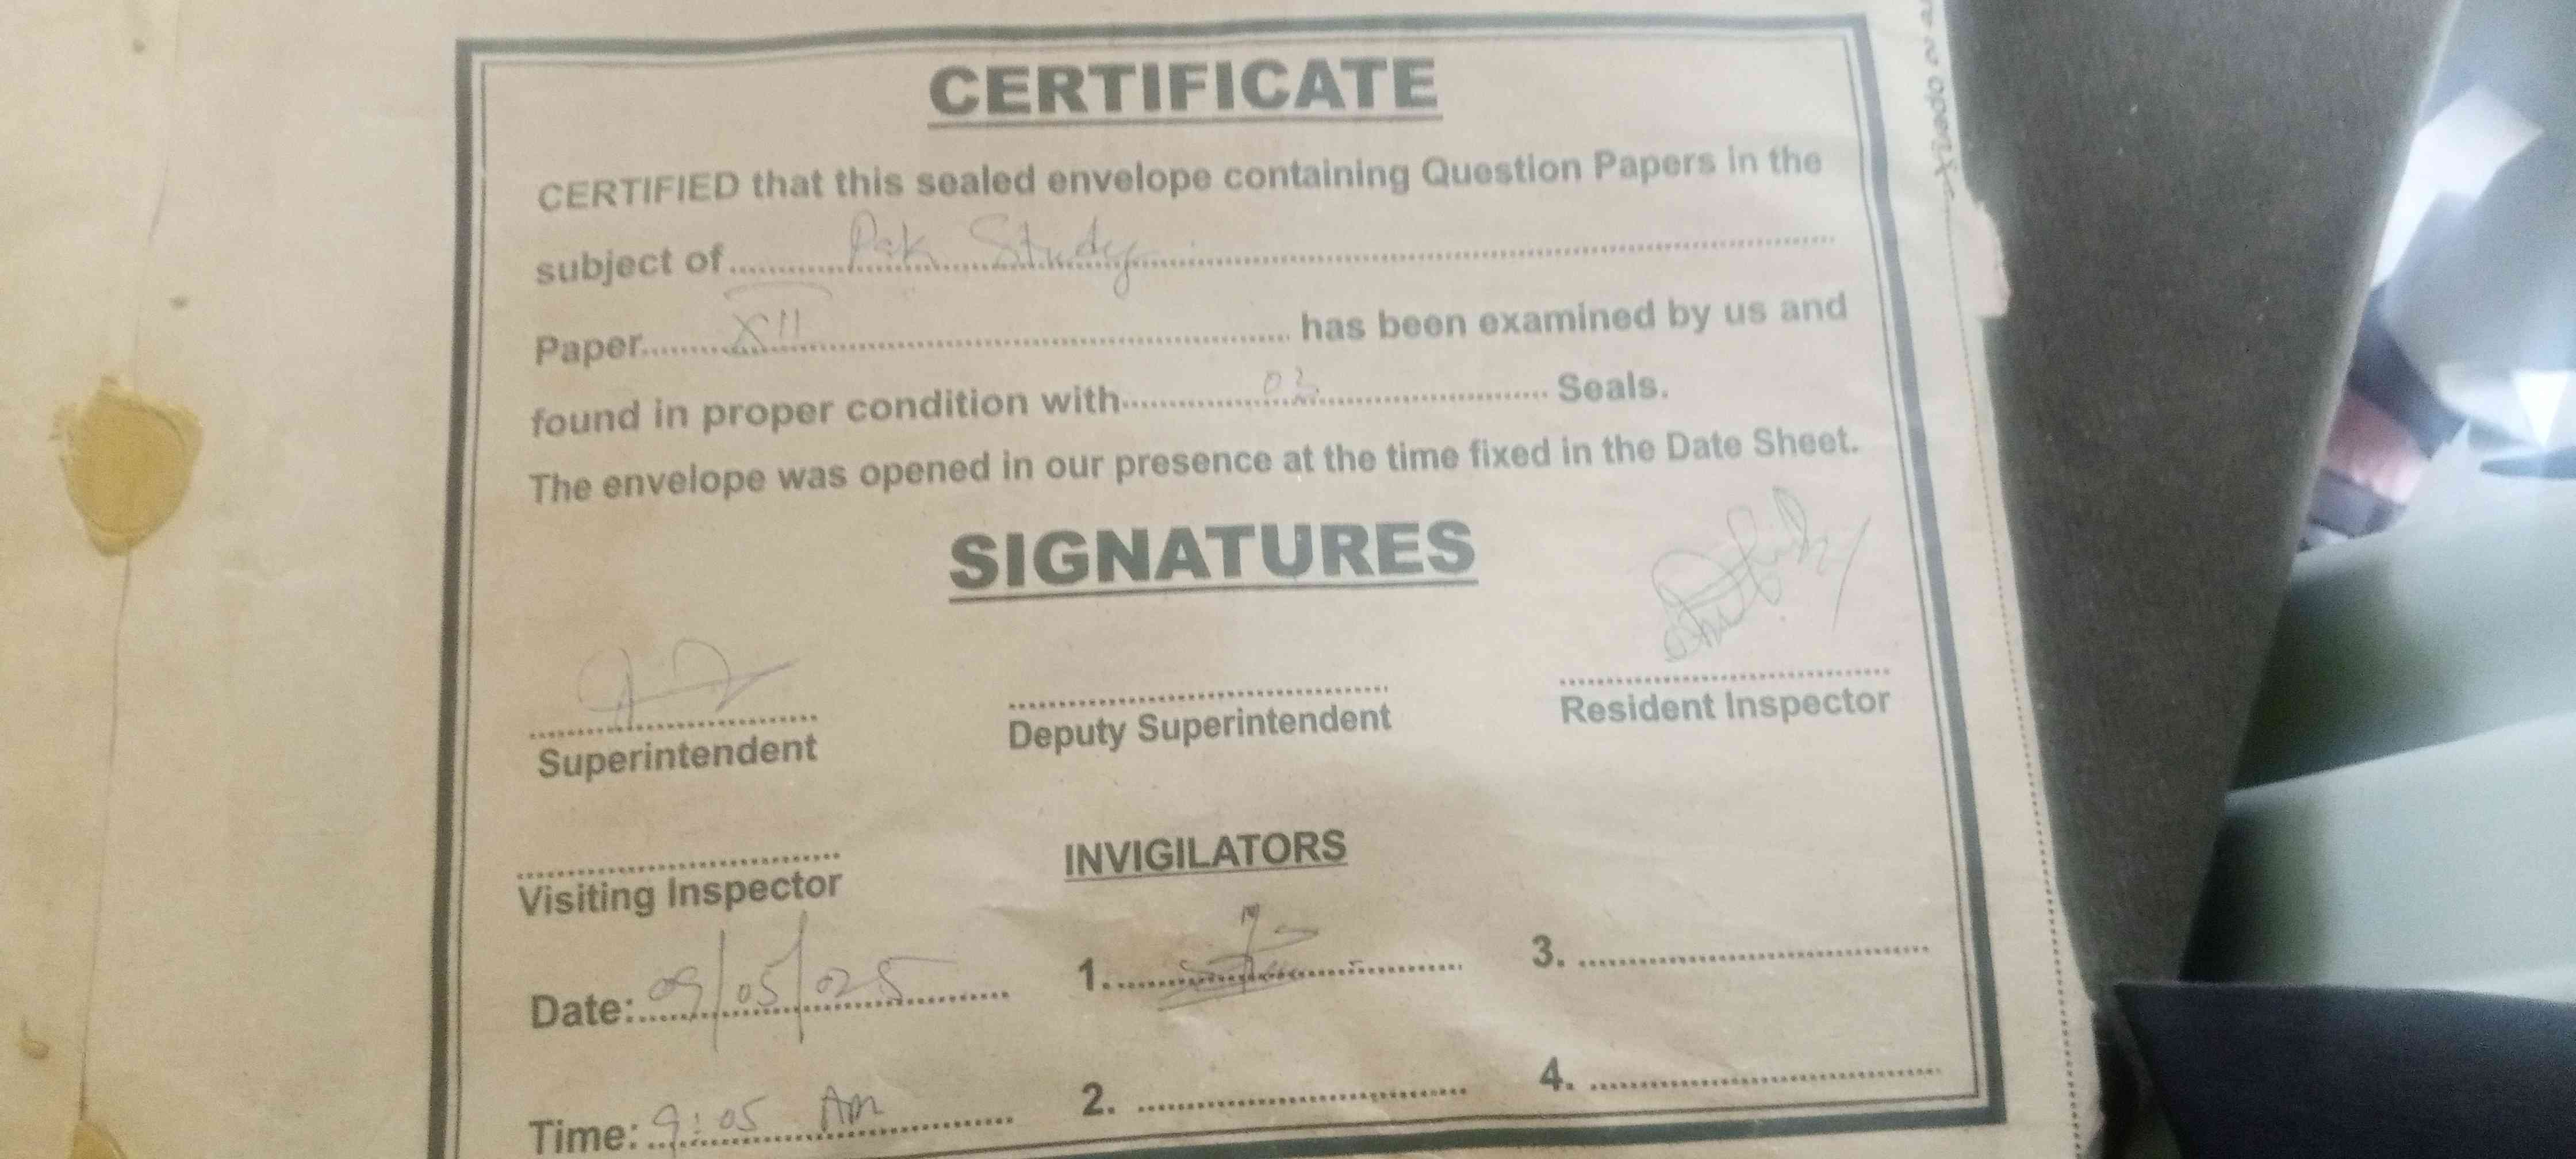 CERTIFICATE
CERTIFIED that this sealed envelope containing Question Papers in the
subject of Pak Study
Paper XII has been examined by us and
found in proper condition with 03 Seals.
The envelope was opened in our presence at the time fixed in the Date Sheet.
SIGNATURES
Superintendent Deputy Superintendent Resident Inspector
Visiting Inspector
INVIGILATORS
Date: 09/05/025 1. 3.
Time: 9:05 Am 2. 4.